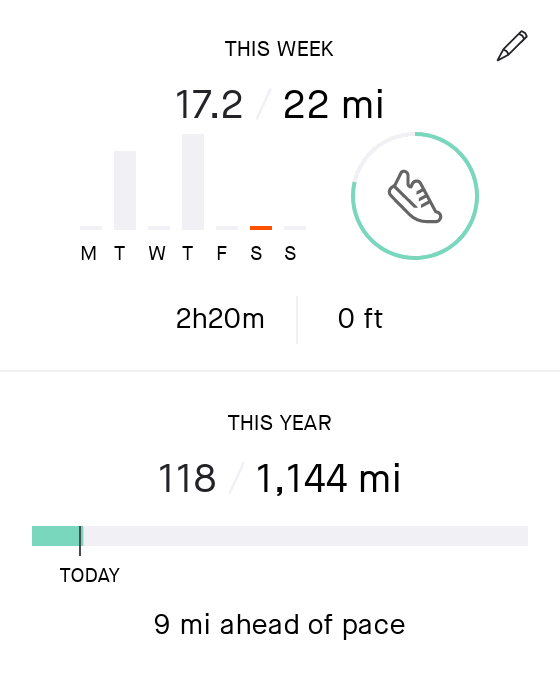 THIS WEEK
17.2 / 22 mi
M T W T F S S
2h20m | 0 ft
THIS YEAR
118 / 1,144 mi
TODAY
9 mi ahead of pace